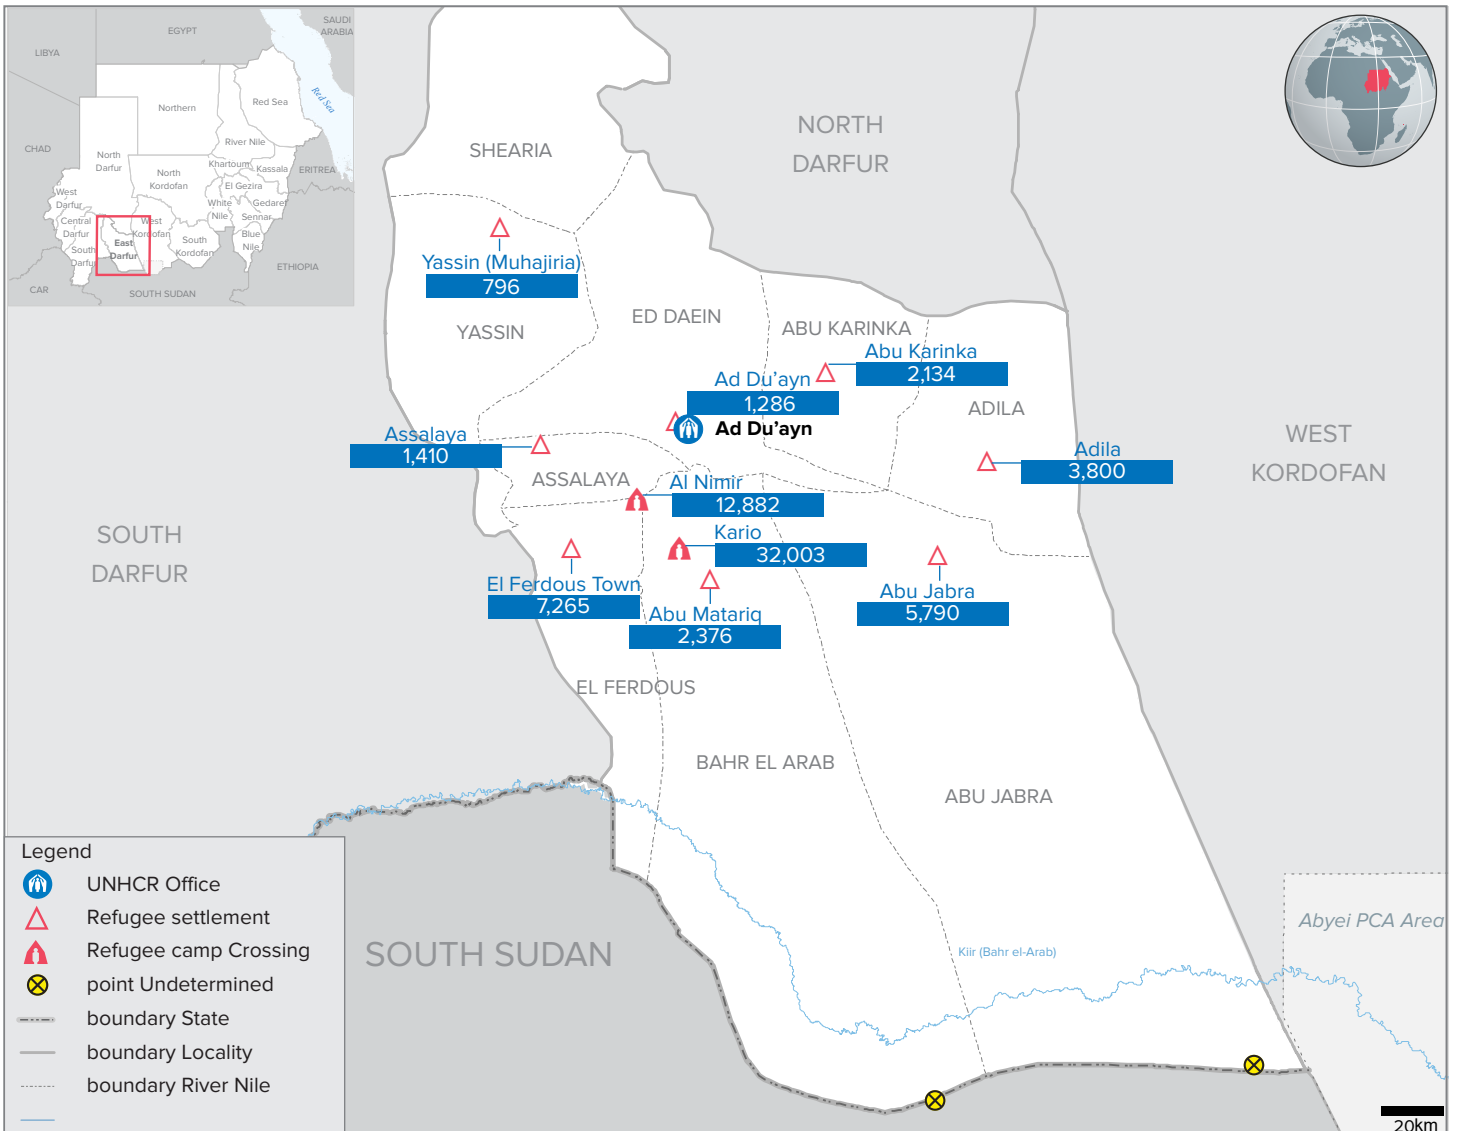 EGYPT
SAUDI
ARABIA
LIBYA
Red Sea
Northern
Red Sea
River Nile
CHAD
North
Darfur
Khartoum
Kassala
ERITREA
North
Kordofan
El Gezira
West
Darfur
White
Nile
Gedaref
Sennar
Central
Darfur
West
Kordofan
East
Darfur
South
Kordofan
Blue
Nile
South
Darfur
ETHIOPIA
CAR
SOUTH SUDAN
NORTH
DARFUR
SHEARIA
Yassin (Muhajiria)
796
YASSIN
ED DAEIN
ABU KARINKA
Abu Karinka
2,134
Ad Du'ayn
1,286
Ad Du'ayn
ADILA
Assalaya
1,410
ASSALAYA
WEST
KORDOFAN
Adila
3,800
Al Nimir
12,882
Kario
32,003
SOUTH
DARFUR
El Ferdous Town
7,265
Abu Matariq
2,376
Abu Jabra
5,790
EL FERDOUS
BAHR EL ARAB
ABU JABRA
SOUTH SUDAN
Kiir (Bahr el-Arab)
Abyei PCA Area
Legend
UNHCR Office
Refugee settlement
Refugee camp Crossing
point Undetermined
boundary State
boundary Locality
boundary River Nile
20km